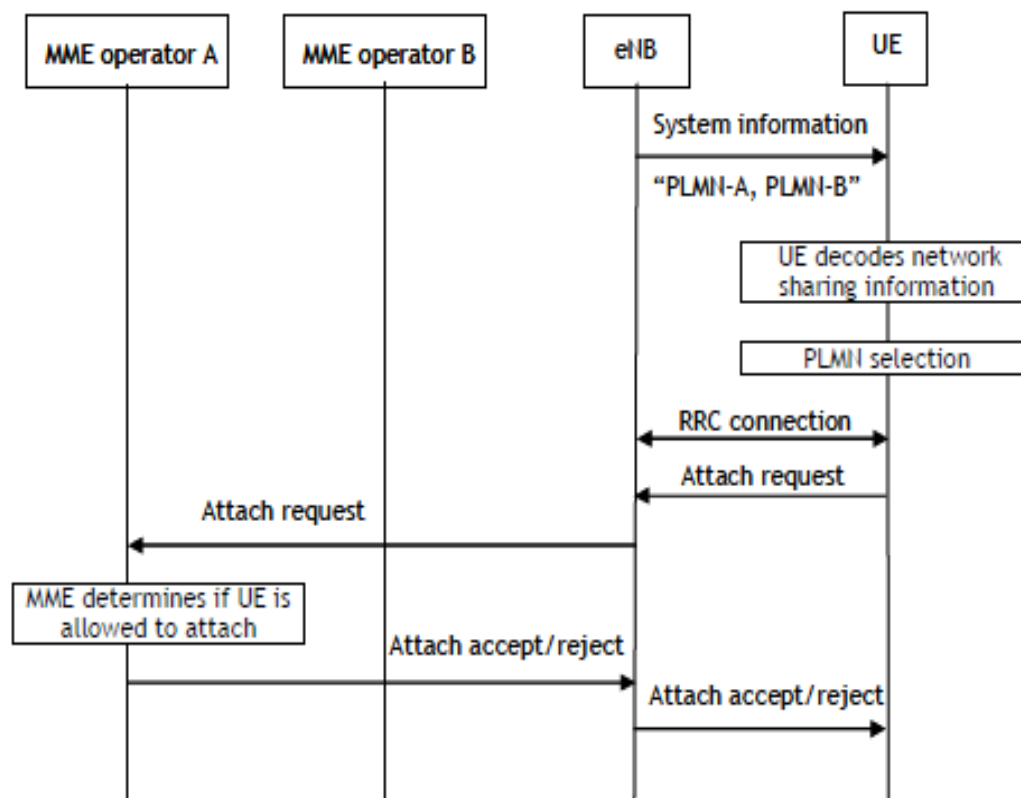 MME operator A
MME operator B
eNB
UE
System information
“PLMN-A, PLMN-B”
UE decodes network
sharing information
PLMN selection
RRC connection
Attach request
Attach request
MME determines if UE is
allowed to attach
Attach accept/reject
Attach accept/reject